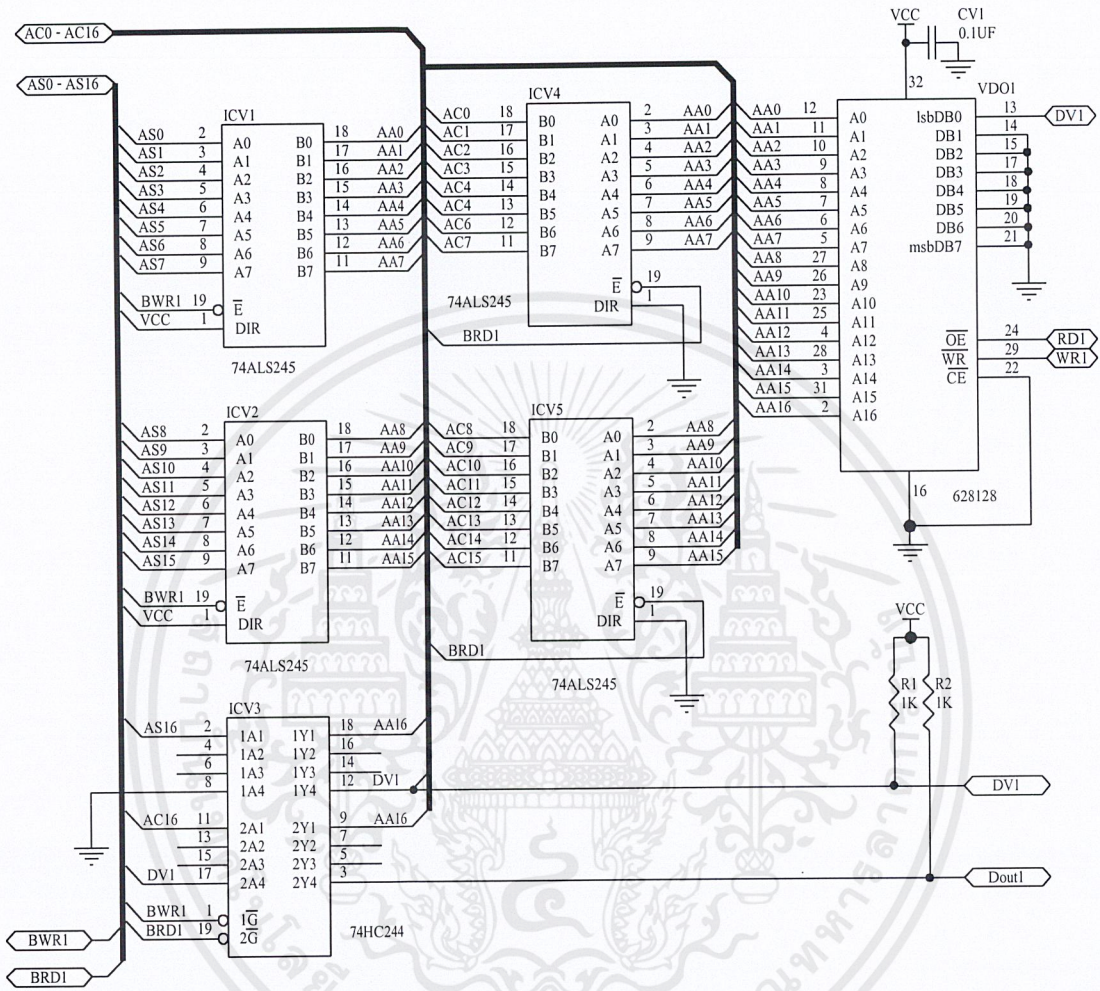 AC0 - AC16
AS0 - AS16
VCC
CV1
0.1UF
ICV1
AS0 2 A0 B0 18 AA0
AS1 3 A1 B1 17 AA1
AS2 4 A2 B2 16 AA2
AS3 5 A3 B3 15 AA3
AS4 6 A4 B4 14 AA4
AS5 7 A5 B5 13 AA5
AS6 8 A6 B6 12 AA6
AS7 9 A7 B7 11 AA7
BWR1 19 E
VCC 1 DIR
74ALS245
ICV4
AC0 18 B0 A0 2 AA0
AC1 17 B1 A1 3 AA1
AC2 16 B2 A2 4 AA2
AC3 15 B3 A3 5 AA3
AC4 14 B4 A4 6 AA4
AC4 13 B5 A5 7 AA5
AC6 12 B6 A6 8 AA6
AC7 11 B7 A7 9 AA7
E 19
DIR 1
74ALS245
BRD1
32
VDO1
AA0 12 A0 lsbDB0 13 DV1
AA1 11 A1 DB1 14
AA2 10 A2 DB2 15
AA3 9 A3 DB3 17
AA4 8 A4 DB4 18
AA5 7 A5 DB5 19
AA6 6 A6 DB6 20
AA7 5 A7 msbDB7 21
AA8 27 A8
AA9 26 A9
AA10 23 A10
AA11 25 A11
AA12 4 A12 OE 24 RD1
AA13 28 A13 WR 29 WR1
AA14 3 A14 CE 22
AA15 31 A15
AA16 2 A16
16
628128
ICV2
AS8 2 A0 B0 18 AA8
AS9 3 A1 B1 17 AA9
AS10 4 A2 B2 16 AA10
AS11 5 A3 B3 15 AA11
AS12 6 A4 B4 14 AA12
AS13 7 A5 B5 13 AA13
AS14 8 A6 B6 12 AA14
AS15 9 A7 B7 11 AA15
BWR1 19 E
VCC 1 DIR
74ALS245
ICV5
AC8 18 B0 A0 2 AA8
AC9 17 B1 A1 3 AA9
AC10 16 B2 A2 4 AA10
AC11 15 B3 A3 5 AA11
AC12 14 B4 A4 6 AA12
AC13 13 B5 A5 7 AA13
AC14 12 B6 A6 8 AA14
AC15 11 B7 A7 9 AA15
E 19
DIR 1
BRD1
74ALS245
VCC
R1 R2
1K 1K
ICV3
AS16 2 1A1 1Y1 18 AA16
4 1A2 1Y2 16
6 1A3 1Y3 14
8 1A4 1Y4 12 DV1
DV1
AC16 11 2A1 2Y1 9 AA16
13 2A2 2Y2 7
15 2A3 2Y3 5
DV1 17 2A4 2Y4 3
Dout1
BWR1 1 1G
BRD1 19 2G
74HC244
BWR1
BRD1